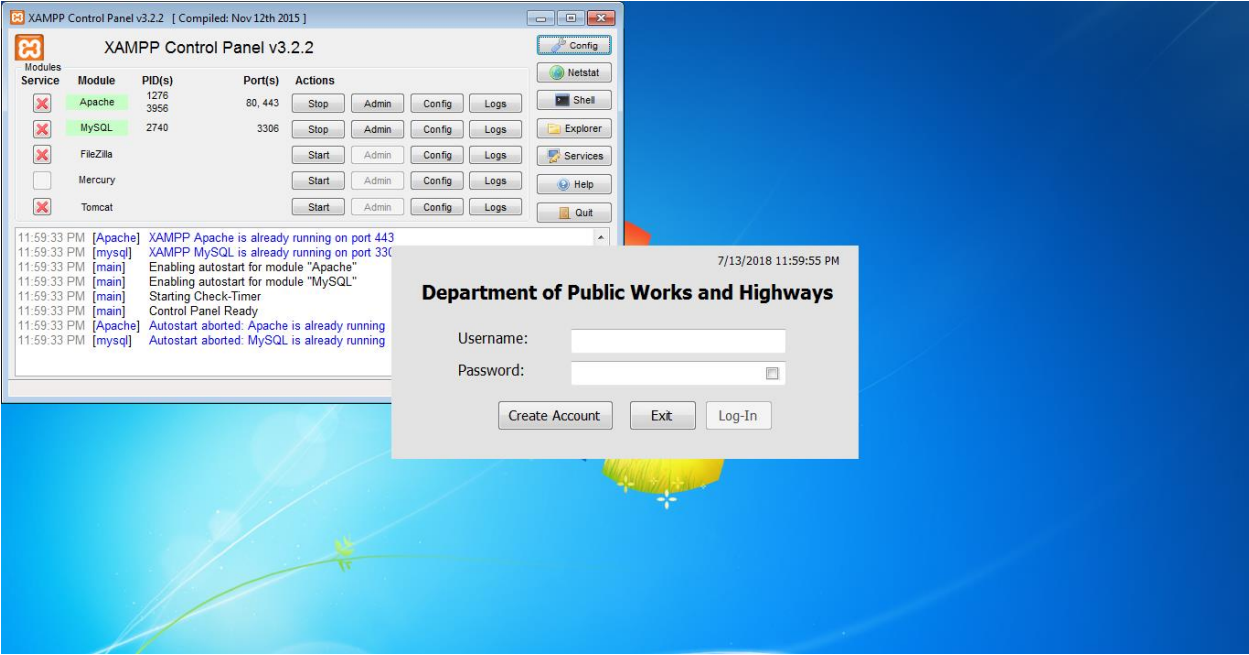 XAMPP Control Panel v3.2.2 [ Compiled: Nov 12th 2015 ]
XAMPP Control Panel v3.2.2
Config
Modules
Service Module PID(s) Port(s) Actions
Netstat
Apache 1276 3956 80, 443 Stop Admin Config Logs
Shell
MySQL 2740 3306 Stop Admin Config Logs
Explorer
FileZilla Start Admin Config Logs
Services
Mercury Start Admin Config Logs
Help
Tomcat Start Admin Config Logs
Quit
11:59:33 PM [Apache] XAMPP Apache is already running on port 443
11:59:33 PM [mysql] XAMPP MySQL is already running on port 330
11:59:33 PM [main] Enabling autostart for module "Apache"
11:59:33 PM [main] Enabling autostart for module "MySQL"
11:59:33 PM [main] Starting Check-Timer
11:59:33 PM [main] Control Panel Ready
11:59:33 PM [Apache] Autostart aborted: Apache is already running
11:59:33 PM [mysql] Autostart aborted: MySQL is already running
7/13/2018 11:59:55 PM
Department of Public Works and Highways
Username:
Password:
Create Account Exit Log-In